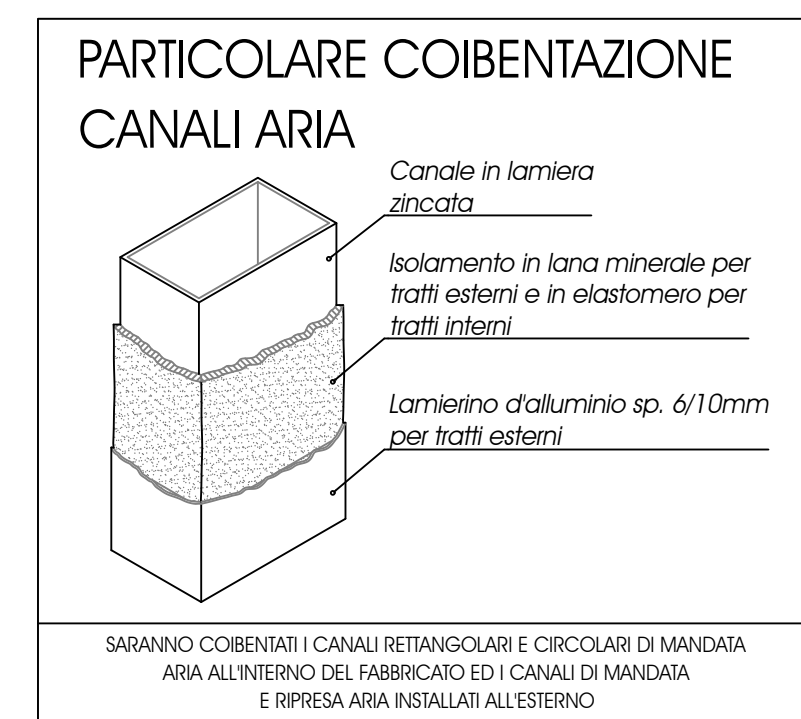 PARTICOLARE COIBENTAZIONE
CANALI ARIA
Canale in lamiera
zincata
Isolamento in lana minerale per
tratti esterni e in elastomero per
tratti interni
Lamierino d'alluminio sp. 6/10mm
per tratti esterni
SARANNO COIBENTATI I CANALI RETTANGOLARI E CIRCOLARI DI MANDATA
ARIA ALL'INTERNO DEL FABBRICATO ED I CANALI DI MANDATA
E RIPRESA ARIA INSTALLATI ALL'ESTERNO